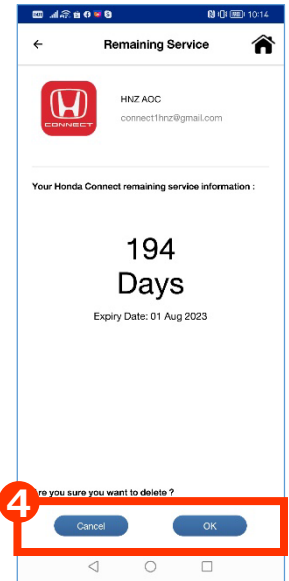 10:14
Remaining Service
HNZ AOC
CONNECT
connect1hnz@gmail.com
Your Honda Connect remaining service information :
194
Days
Expiry Date: 01 Aug 2023
4
re you sure you want to delete ?
Cancel OK